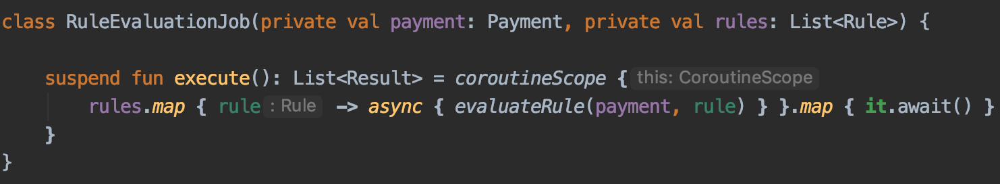 class RuleEvaluationJob(private val payment: Payment, private val rules: List<Rule>) {
suspend fun execute(): List<Result> = coroutineScope { this: CoroutineScope
rules.map { rule : Rule -> async { evaluateRule(payment, rule) } }.map { it.await() }
}
}